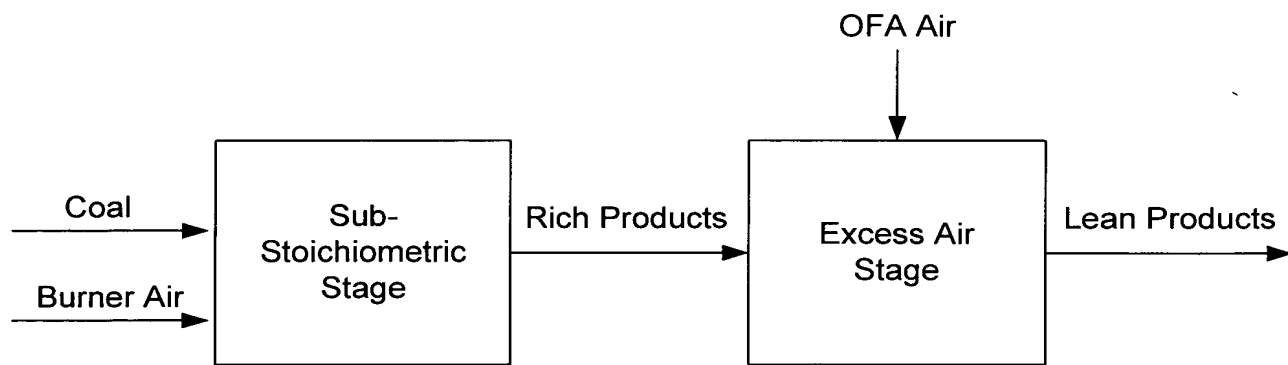 OFA Air
Coal
Burner Air
Sub-
Stoichiometric
Stage
Rich Products
Excess Air
Stage
Lean Products